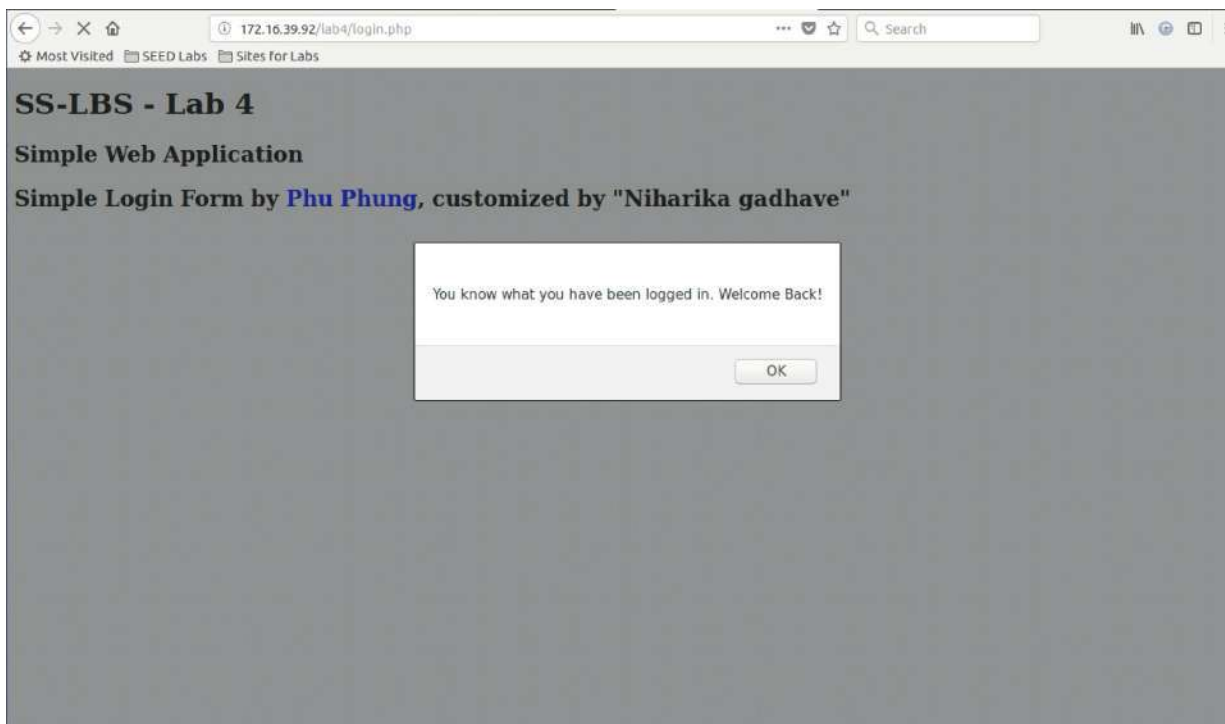 172.16.39.92/lab4/login.php
Search
Most Visited SEED Labs Sites for Labs
SS-LBS - Lab 4
Simple Web Application
Simple Login Form by Phu Phung, customized by "Niharika gadhave"
You know what you have been logged in. Welcome Back!
OK